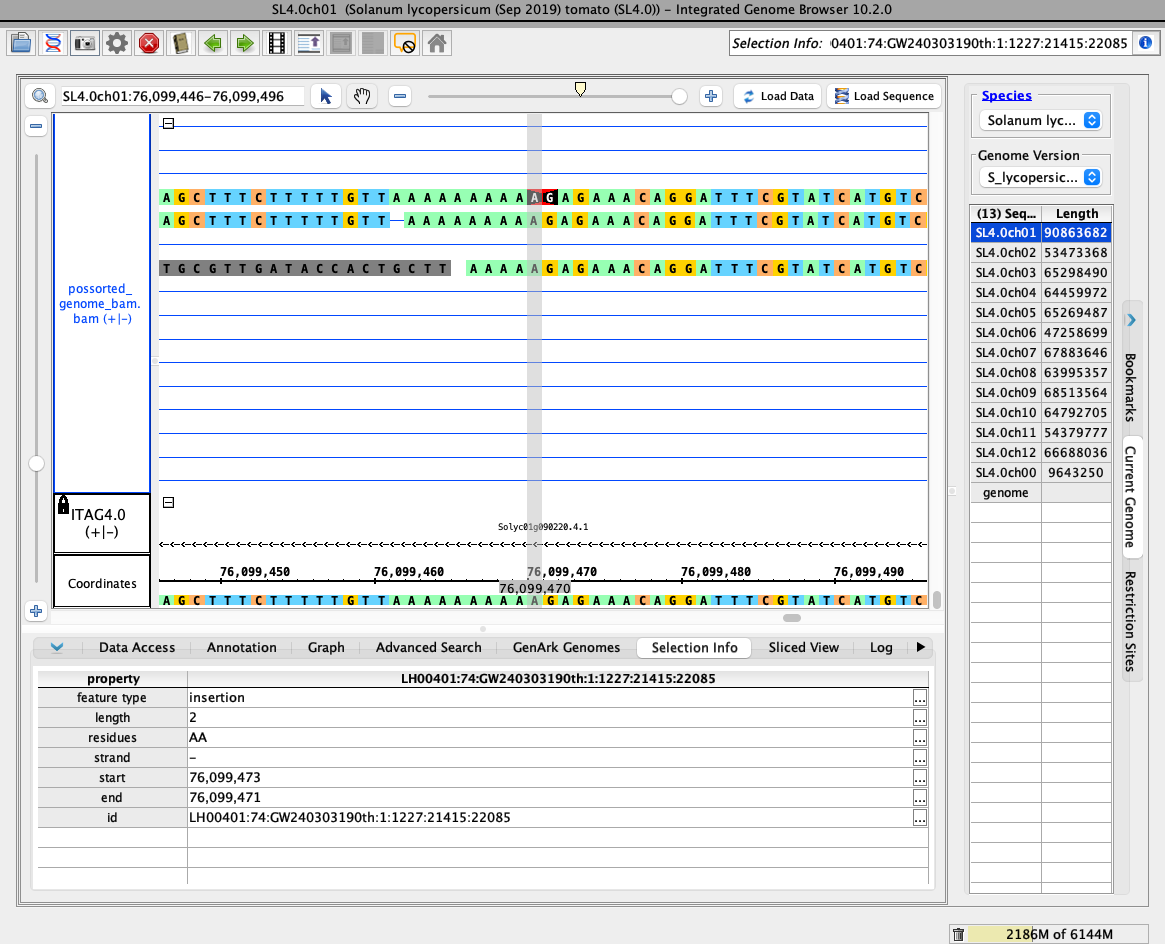 SL4.0ch01 (Solanum lycopersicum (Sep 2019) tomato (SL4.0)) – Integrated Genome Browser 10.2.0
Selection Info: 0401:74:GW240303190th:1:1227:21415:22085
SL4.0ch01:76,099,446–76,099,496
Load Data
Load Sequence
Species
Solanum lyc...
Genome Version
S_lycopersic...
AGCTTTCTTTTTGTTAAAAAAAAAAGAGAAACAGGATTTCGTATCATGTC
AGCTTTCTTTTTGTT–AAAAAAAAAGAGAAACAGGATTTCGTATCATGTC
TGCGTTGATACCACTGCTT AAAAAGAGAAACAGGATTTCGTATCATGTC
possorted_
genome_bam.
bam (+|–)
ITAG4.0
(+|–)
Solyc01g090220.4.1
Coordinates
76,099,450 76,099,460 76,099,470 76,099,480 76,099,490
76,099,470
AGCTTTCTTTTTGTTAAAAAAAAAAGAGAAACAGGATTTCGTATCATGTC
(13) Seq... Length
SL4.0ch01 90863682
SL4.0ch02 53473368
SL4.0ch03 65298490
SL4.0ch04 64459972
SL4.0ch05 65269487
SL4.0ch06 47258699
SL4.0ch07 67883646
SL4.0ch08 63995357
SL4.0ch09 68513564
SL4.0ch10 64792705
SL4.0ch11 54379777
SL4.0ch12 66688036
SL4.0ch00 9643250
genome
Bookmarks
Current Genome
Restriction Sites
Data Access Annotation Graph Advanced Search GenArk Genomes Selection Info Sliced View Log
property LH00401:74:GW240303190th:1:1227:21415:22085
feature type insertion ...
length 2 ...
residues AA ...
strand – ...
start 76,099,473 ...
end 76,099,471 ...
id LH00401:74:GW240303190th:1:1227:21415:22085 ...
2186M of 6144M